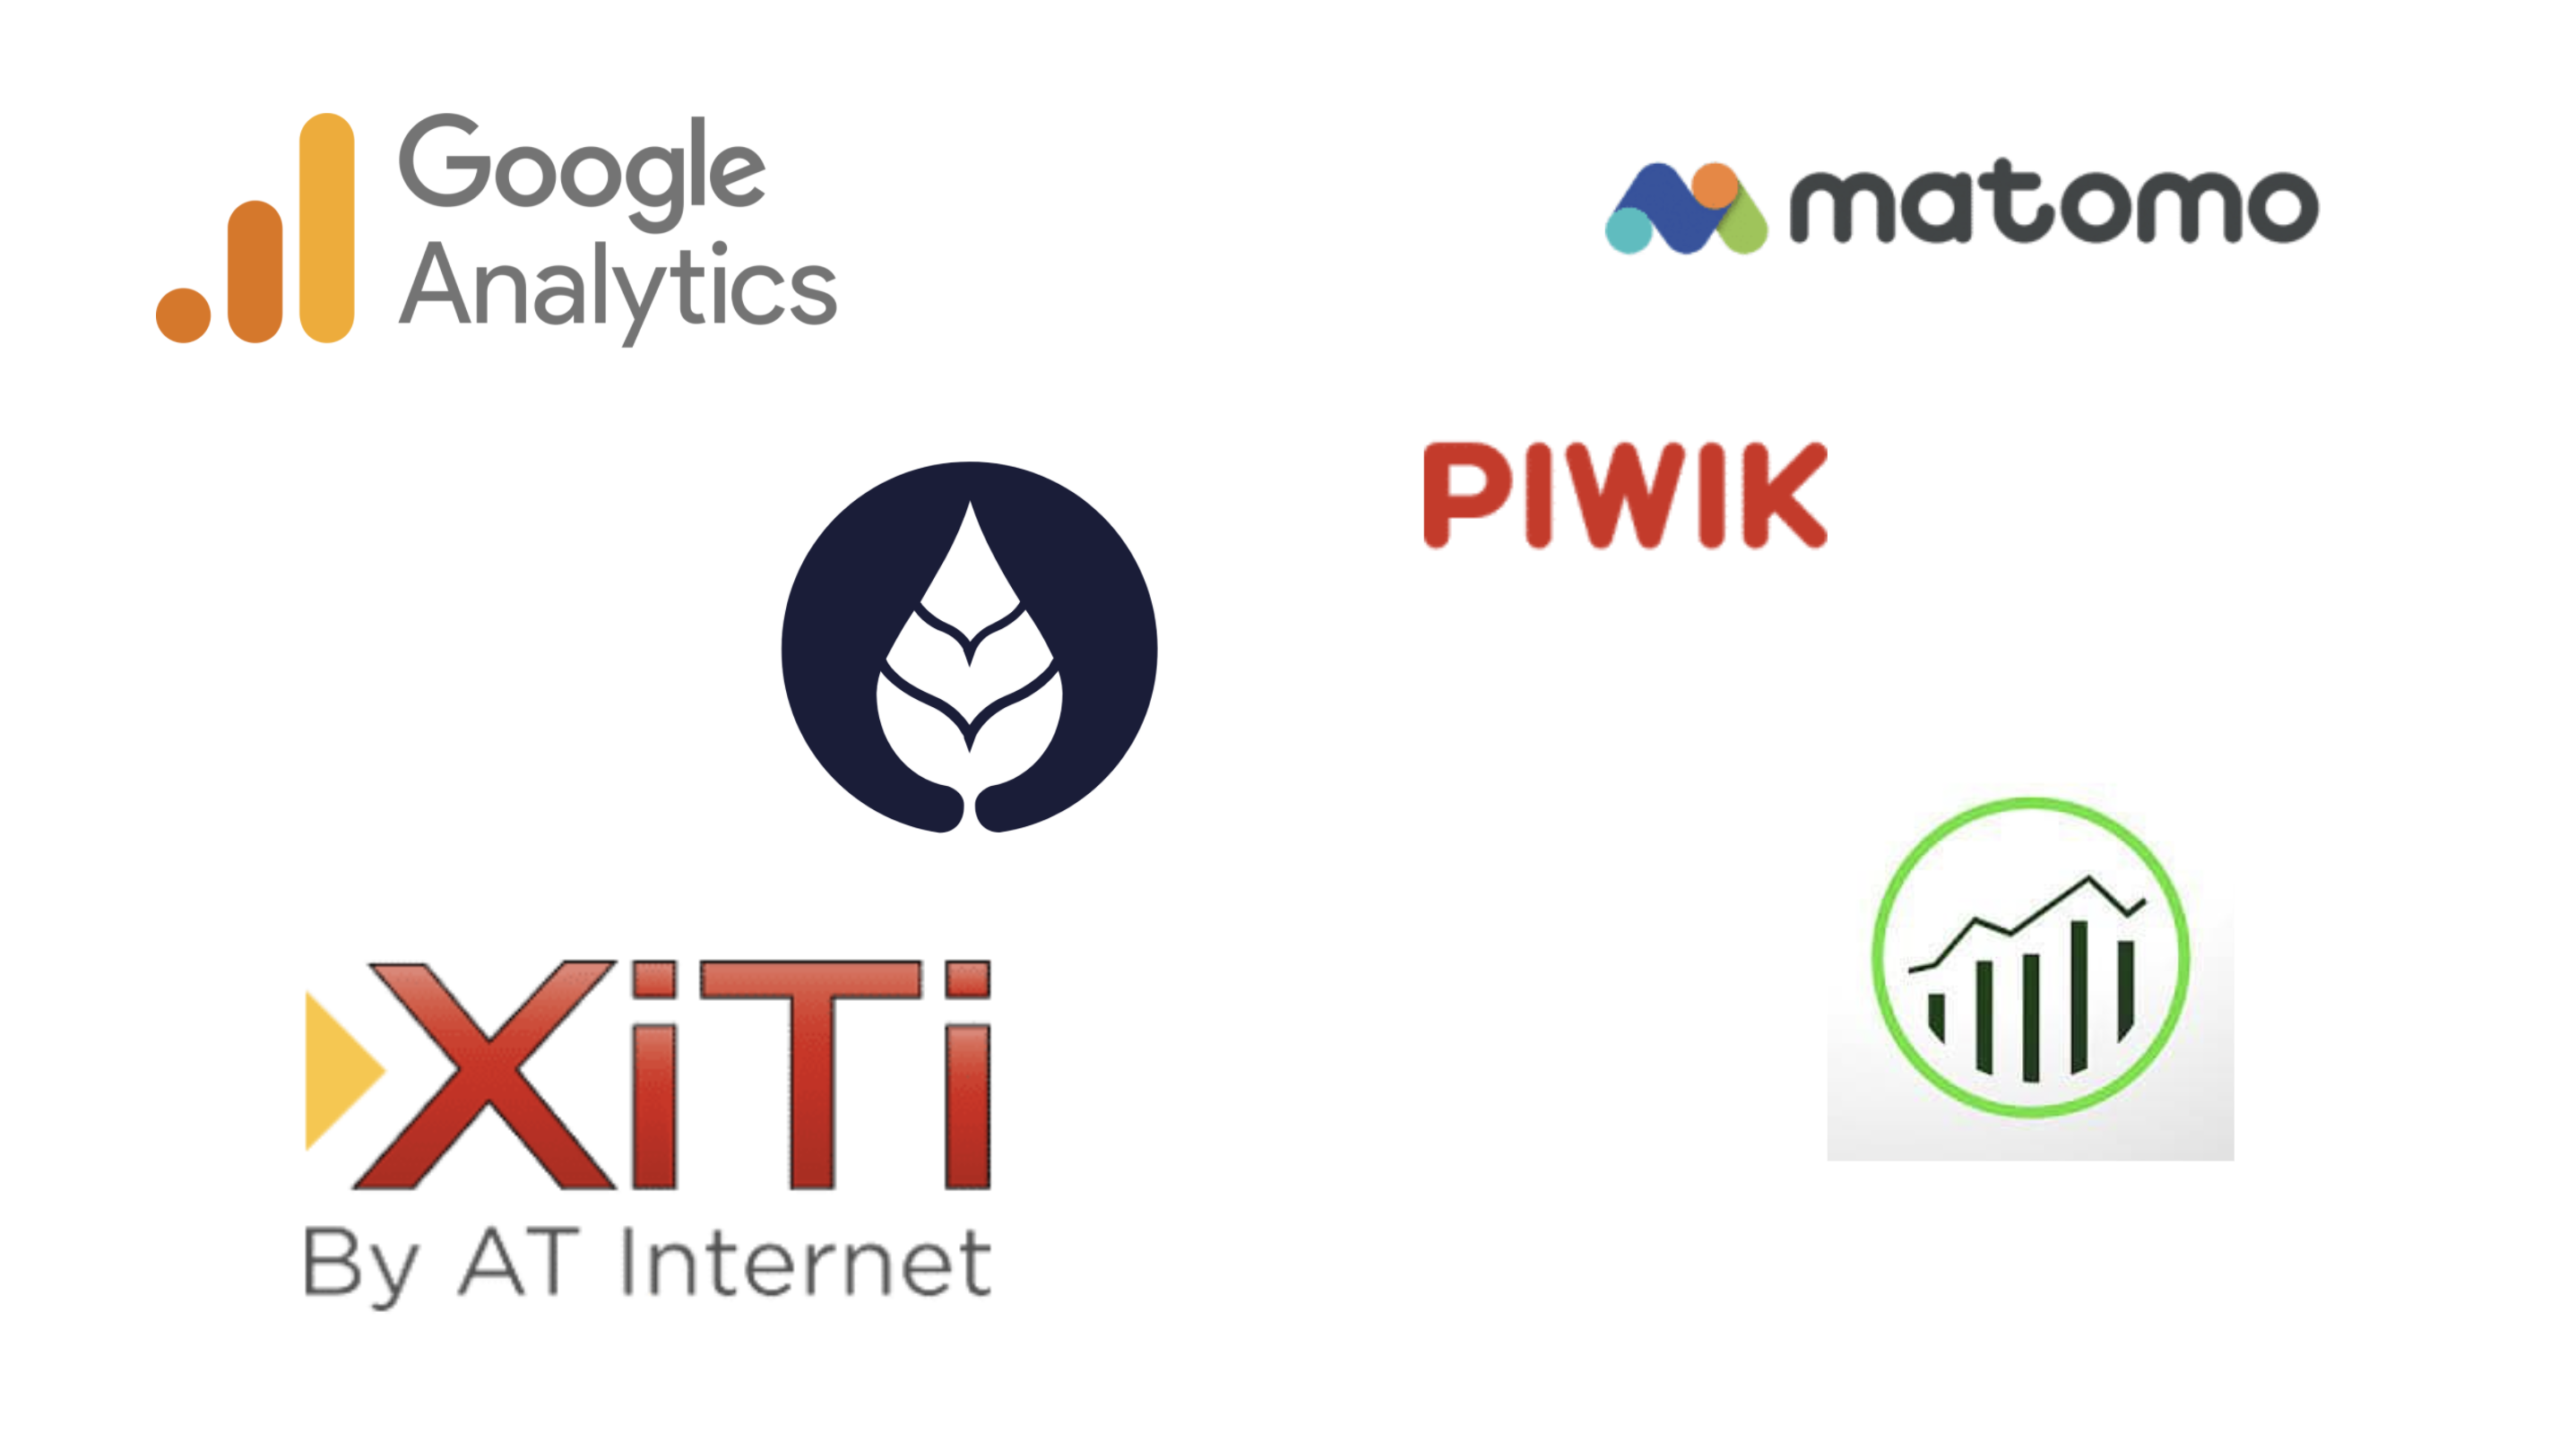 Google
Analytics
matomo
PIWIK
XiTi
By AT Internet